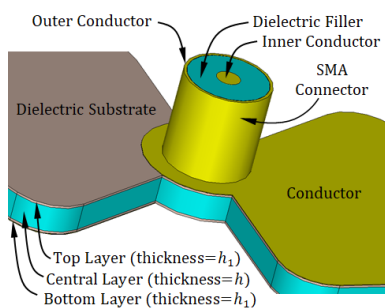 Outer Conductor
Dielectric Filler
Inner Conductor
SMA
Connector
Dielectric Substrate
Conductor
Top Layer (thickness=h₁)
Central Layer (thickness=h)
Bottom Layer (thickness=h₁)